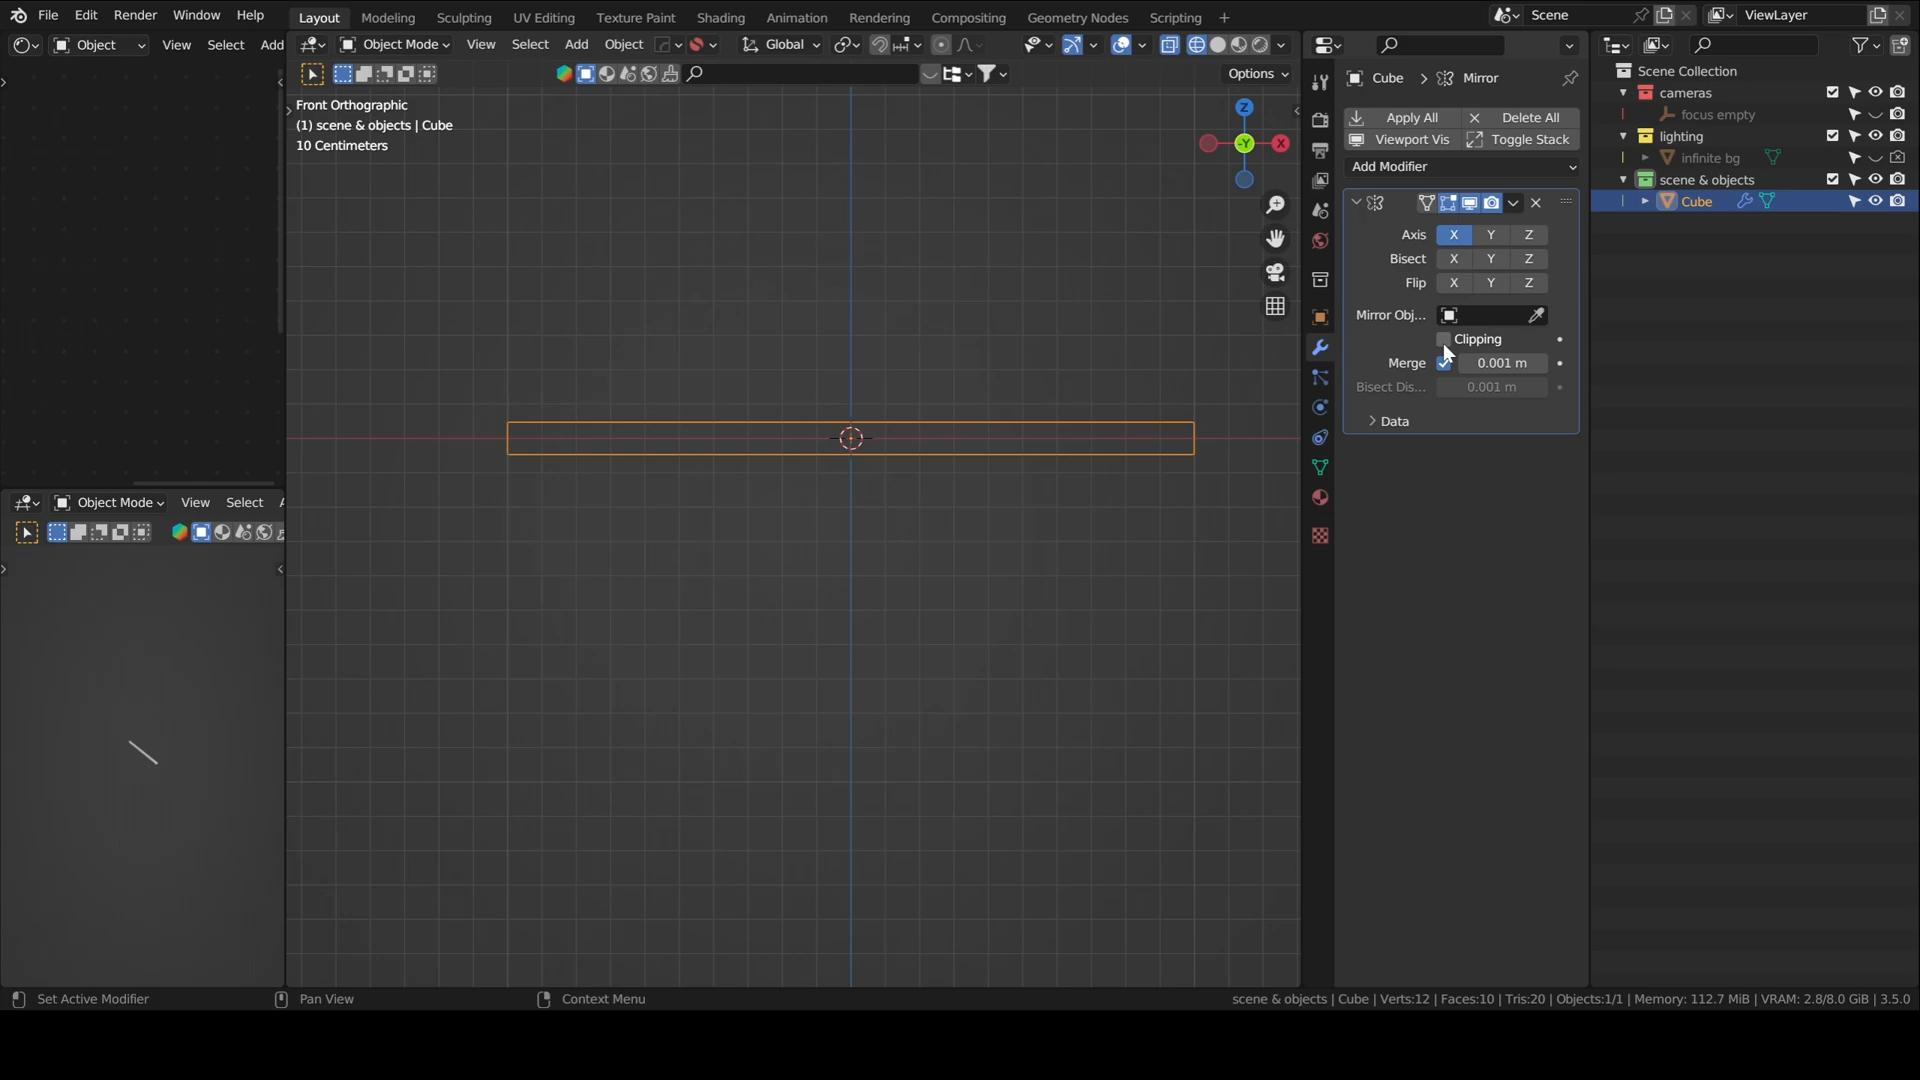 File Edit Render Window Help Layout Modeling Sculpting UV Editing Texture Paint Shading Animation Rendering Compositing Geometry Nodes Scripting + Scene ViewLayer
Object View Select Add Object Mode View Select Add Object Global
Options
Front Orthographic
(1) scene & objects | Cube
10 Centimeters
Z
-Y X
Cube > Mirror
Apply All Delete All
Viewport Vis Toggle Stack
Add Modifier
Axis X Y Z
Bisect X Y Z
Flip X Y Z
Mirror Obj...
Clipping
Merge 0.001 m
Bisect Dis... 0.001 m
Data
Scene Collection
cameras
focus empty
lighting
infinite bg
scene & objects
Cube
Object Mode View Select
Set Active Modifier Pan View Context Menu scene & objects | Cube | Verts:12 | Faces:10 | Tris:20 | Objects:1/1 | Memory: 112.7 MiB | VRAM: 2.8/8.0 GiB | 3.5.0